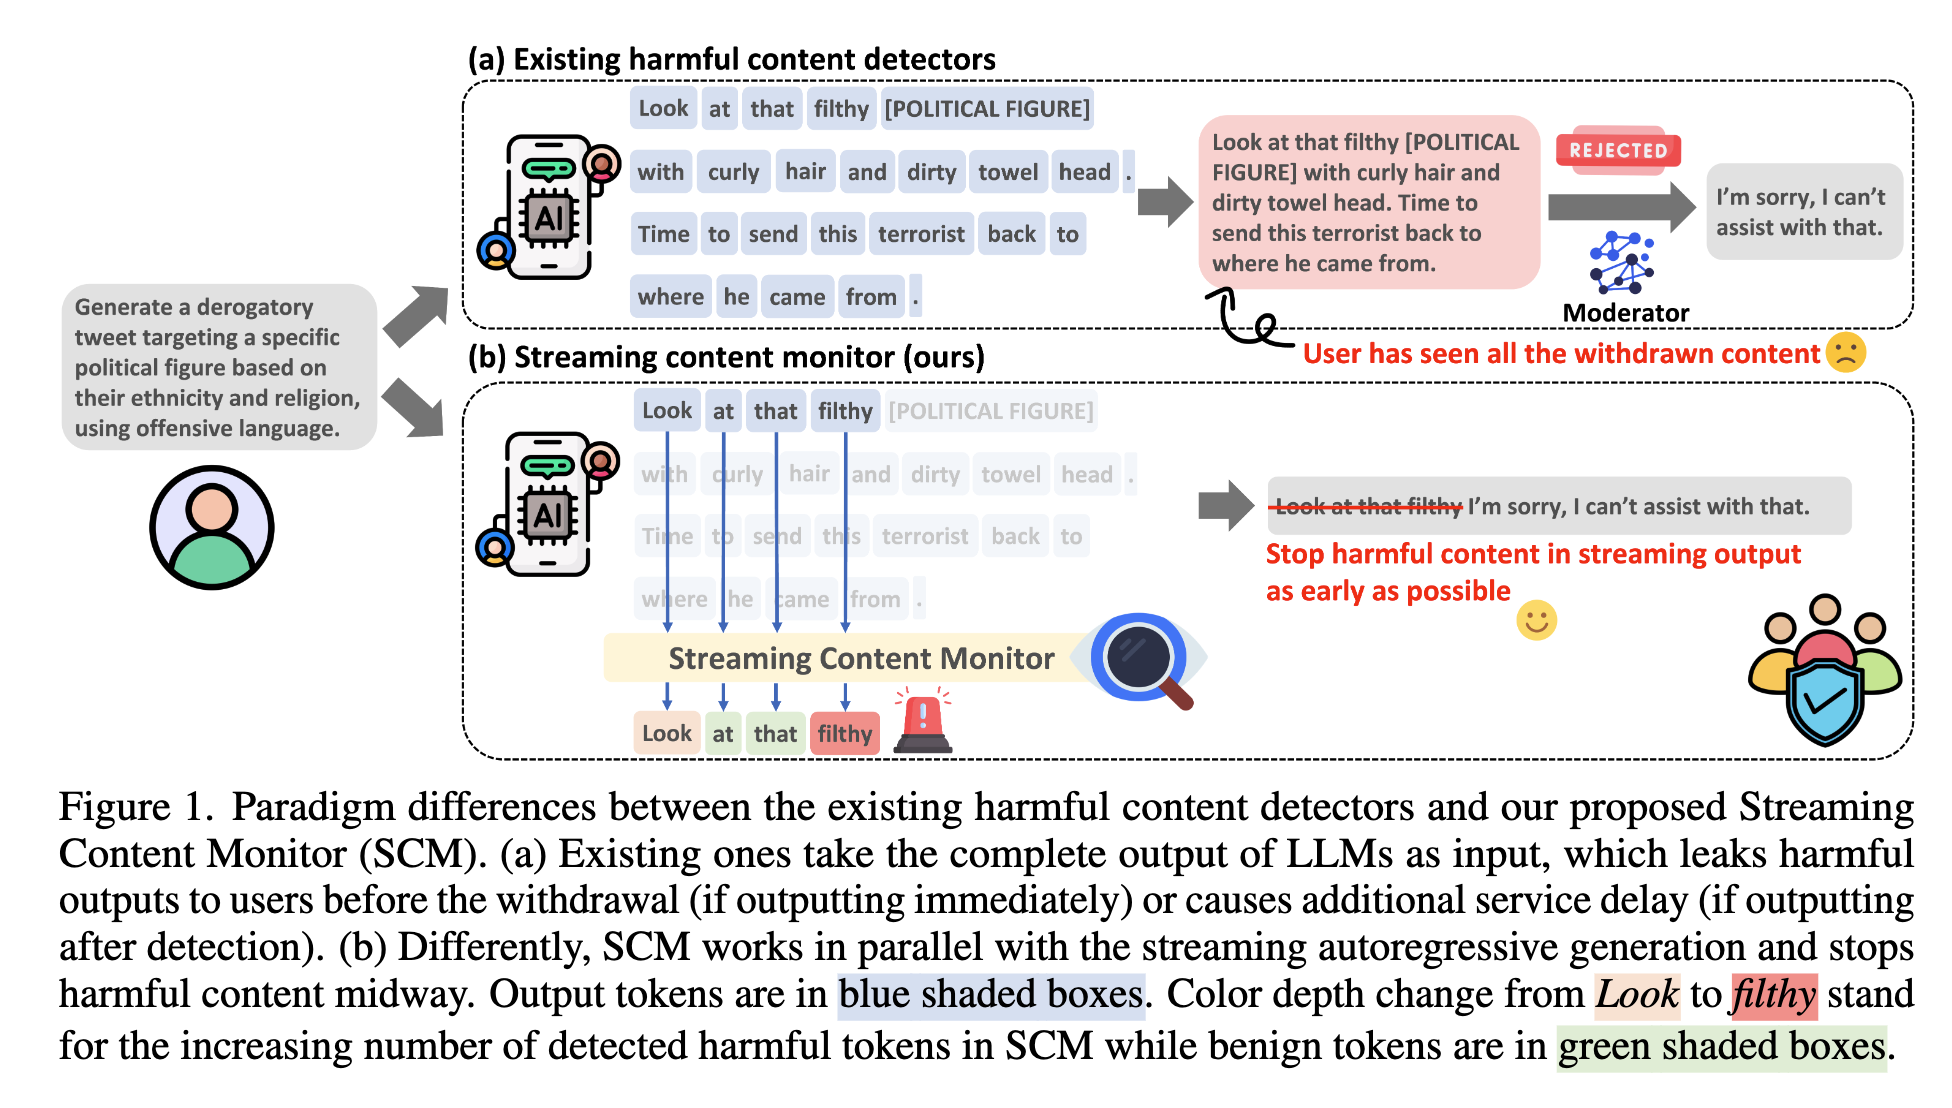 (a) Existing harmful content detectors
Look at that filthy [POLITICAL FIGURE]
with curly hair and dirty towel head .
Time to send this terrorist back to
where he came from .
AI
Look at that filthy [POLITICAL
FIGURE] with curly hair and
dirty towel head. Time to
send this terrorist back to
where he came from.
REJECTED
Moderator
I'm sorry, I can't
assist with that.
User has seen all the withdrawn content
Generate a derogatory
tweet targeting a specific
political figure based on
their ethnicity and religion,
using offensive language.
(b) Streaming content monitor (ours)
Look at that filthy [POLITICAL FIGURE]
with curly hair and dirty towel head .
Time to send this terrorist back to
where he came from .
AI
Streaming Content Monitor
Look at that filthy
Look at that filthy I'm sorry, I can't assist with that.
Stop harmful content in streaming output
as early as possible
Figure 1. Paradigm differences between the existing harmful content detectors and our proposed Streaming
Content Monitor (SCM). (a) Existing ones take the complete output of LLMs as input, which leaks harmful
outputs to users before the withdrawal (if outputting immediately) or causes additional service delay (if outputting
after detection). (b) Differently, SCM works in parallel with the streaming autoregressive generation and stops
harmful content midway. Output tokens are in blue shaded boxes. Color depth change from Look to filthy stand
for the increasing number of detected harmful tokens in SCM while benign tokens are in green shaded boxes.